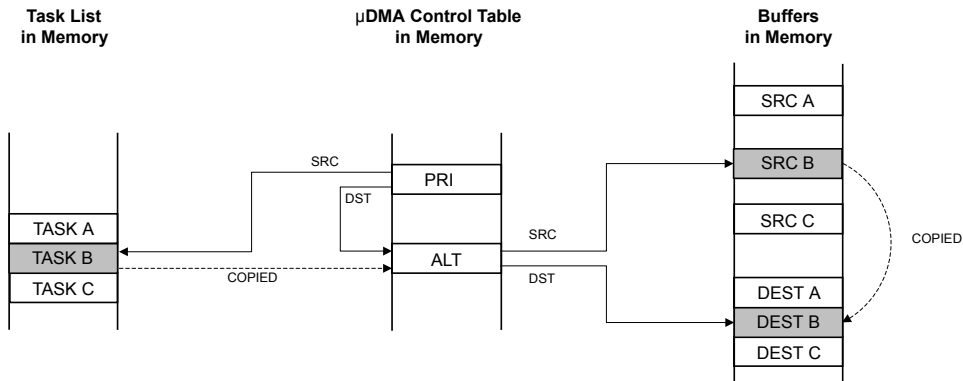 Task List
in Memory
µDMA Control Table
in Memory
Buffers
in Memory
SRC A
SRC
SRC B
PRI
DST
TASK A
SRC C
SRC
COPIED
TASK B
ALT
COPIED
DST
TASK C
DEST A
DEST B
DEST C